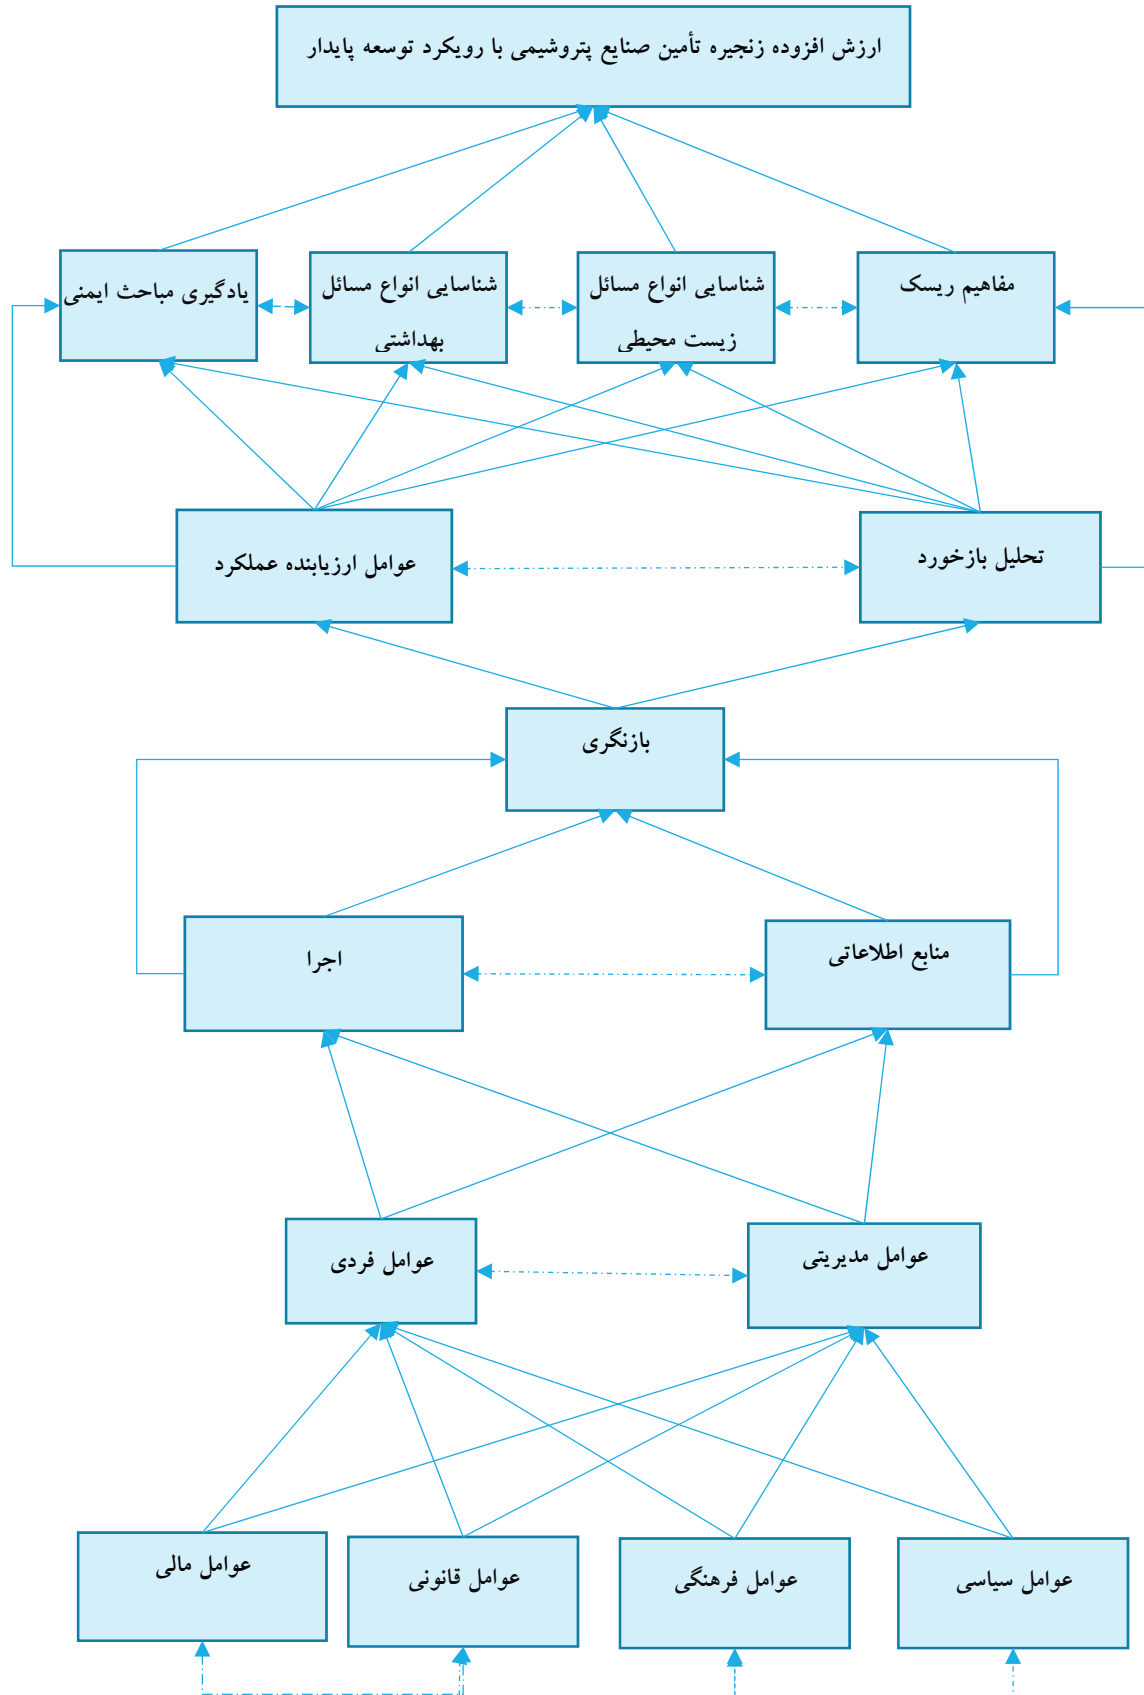 ارزش افزوده زنجیره تأمین صنایع پتروشیمی با رویکرد توسعه پایدار
مفاهیم ریسک
شناسایی انواع مسائل
زیست محیطی
شناسایی انواع مسائل
بهداشتی
یادگیری مباحث ایمنی
تحلیل بازخورد
عوامل ارزیابنده عملکرد
بازنگری
منابع اطلاعاتی
اجرا
عوامل مدیریتی
عوامل فردی
عوامل سیاسی
عوامل فرهنگی
عوامل قانونی
عوامل مالی